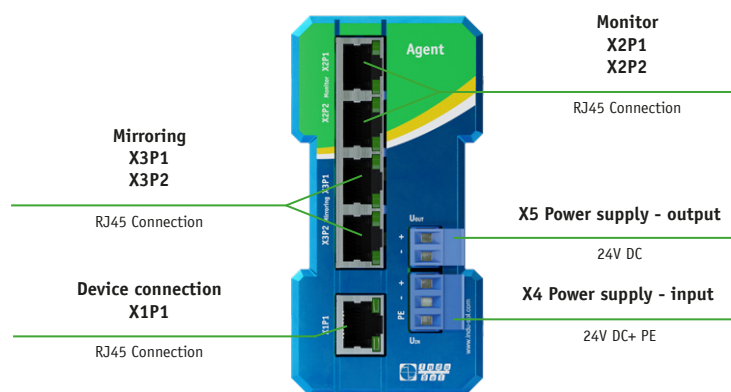 Monitor
X2P1
X2P2
RJ45 Connection
Mirroring
X3P1
X3P2
RJ45 Connection
Device connection
X1P1
RJ45 Connection
X5 Power supply - output
24V DC
X4 Power supply - input
24V DC+ PE
Agent
X2P1
Monitor
X2P2
X3P1
Mirroring
X3P2
X1P1
UOUT
+
-
+
-
PE
UIN
www.indu-sol.com
Indu
Sol